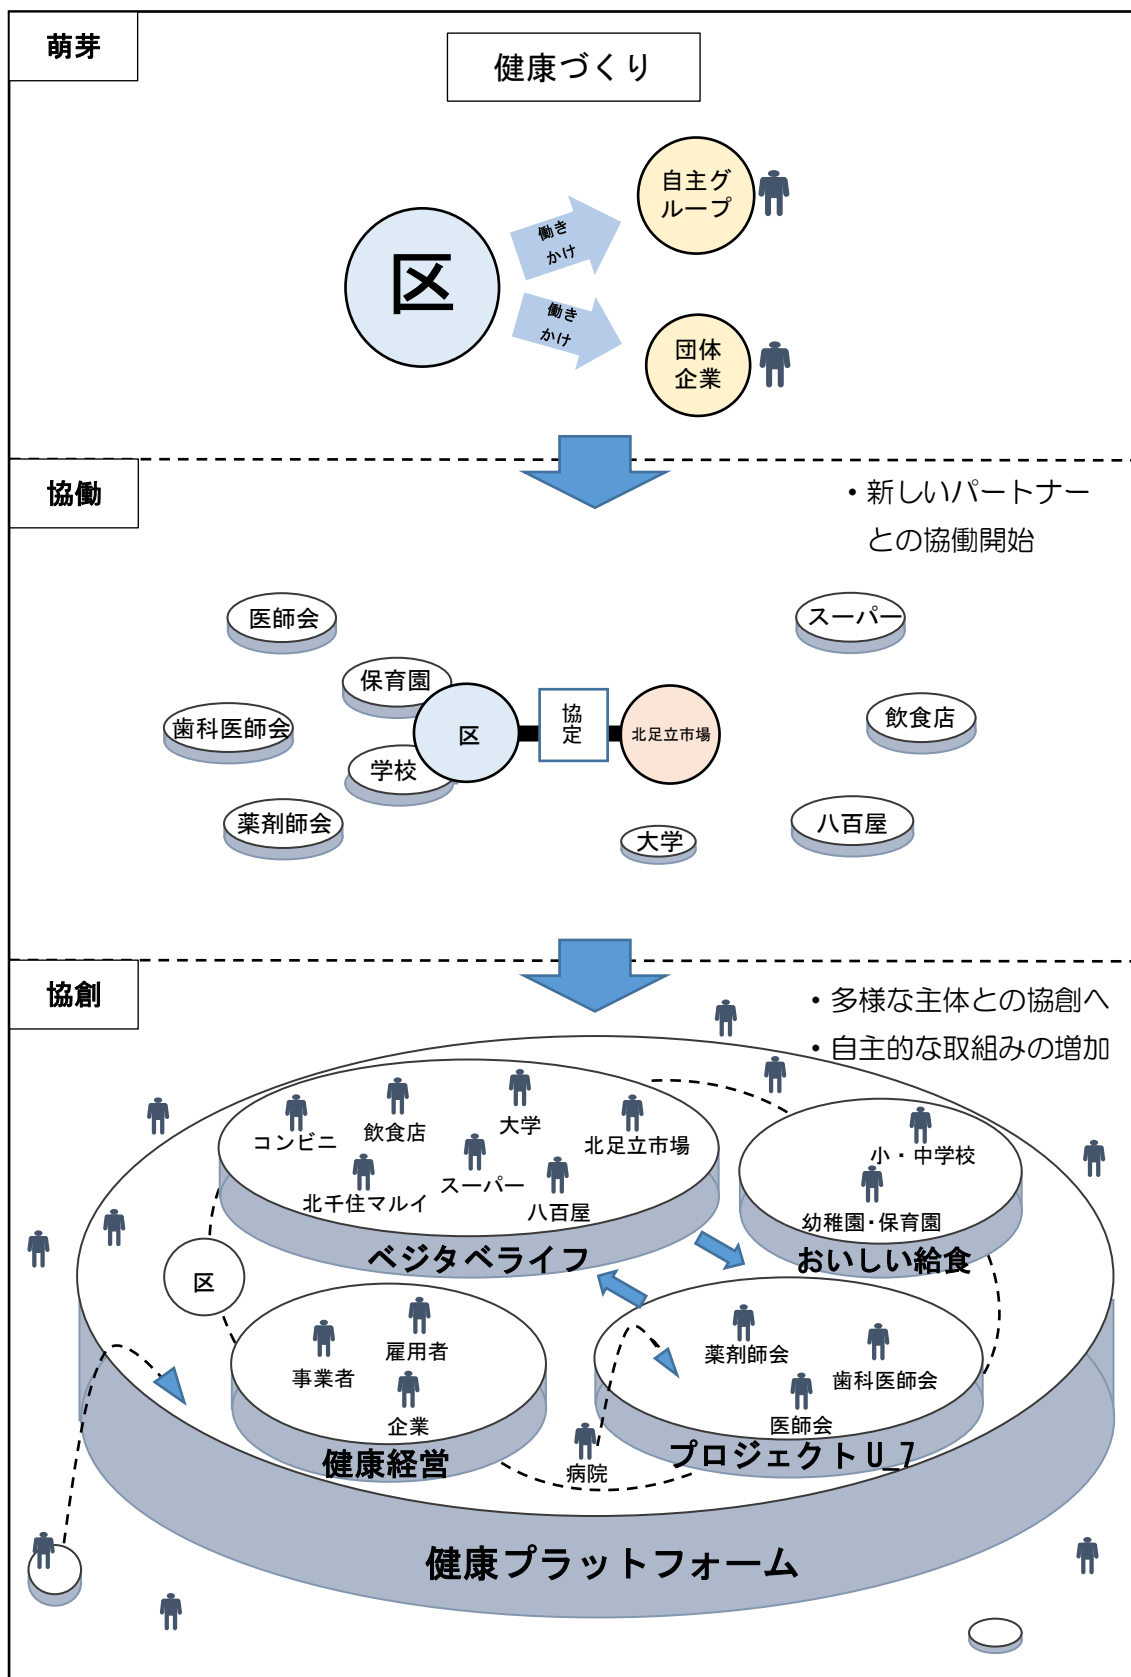 萌芽
健康づくり
自主グ
ループ
働き
かけ
区
働き
かけ
団体
企業
協働
・新しいパートナー
との協働開始
医師会
スーパー
保育園
歯科医師会
区
協
定
北足立市場
飲食店
学校
薬剤師会
大学
八百屋
協創
・多様な主体との協創へ
・自主的な取組みの増加
コンビニ
飲食店
大学
北足立市場
北千住マルイ
スーパー
八百屋
ベジタベライフ
小・中学校
幼稚園・保育園
おいしい給食
区
事業者
雇用者
企業
健康経営
薬剤師会
歯科医師会
医師会
プロジェクトU_7
病院
健康プラットフォーム